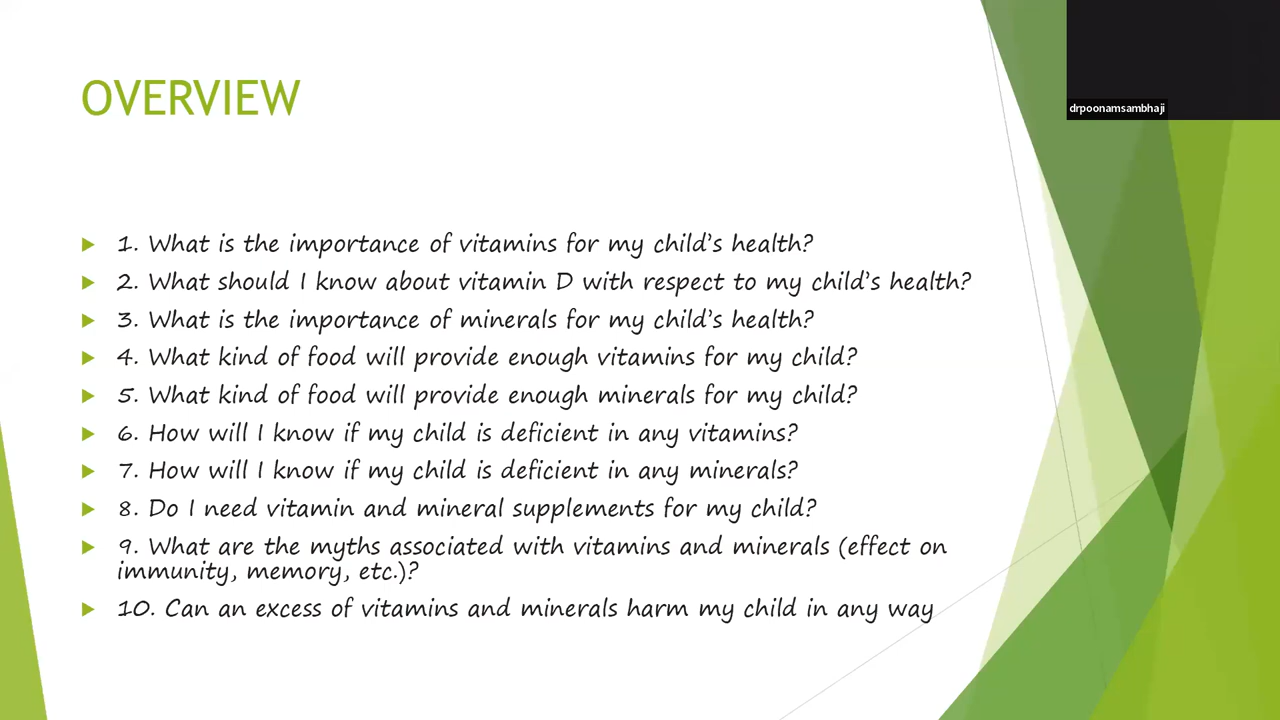 OVERVIEW
drpoonamsambhaji
1. What is the importance of vitamins for my child's health?
2. What should I know about vitamin D with respect to my child's health?
3. What is the importance of minerals for my child's health?
4. What kind of food will provide enough vitamins for my child?
5. What kind of food will provide enough minerals for my child?
6. How will I know if my child is deficient in any vitamins?
7. How will I know if my child is deficient in any minerals?
8. Do I need vitamin and mineral supplements for my child?
9. What are the myths associated with vitamins and minerals (effect on
immunity, memory, etc.)?
10. Can an excess of vitamins and minerals harm my child in any way